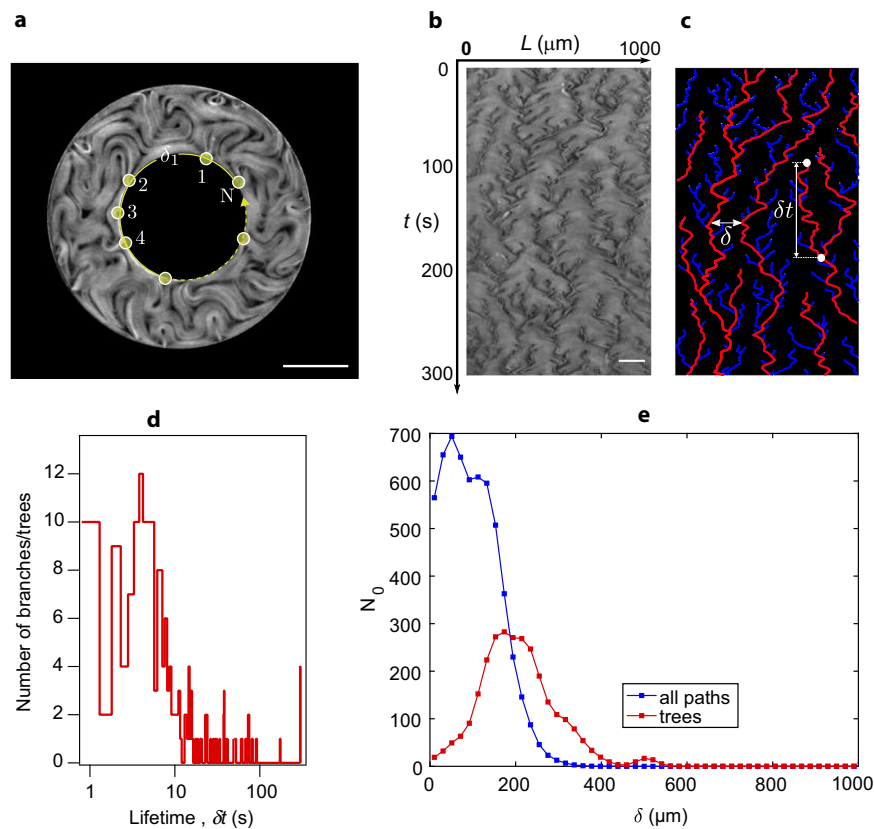 a
δ₁
1
2
3
4
N
b
L (μm)
0
1000
0
100
t (s)
200
300
c
δ
δt
d
Number of branches/trees
12
10
8
6
4
2
0
1
10
100
Lifetime , δt (s)
e
N₀
700
600
500
400
300
200
100
0
0
200
400
600
800
1000
all paths
trees
δ (μm)